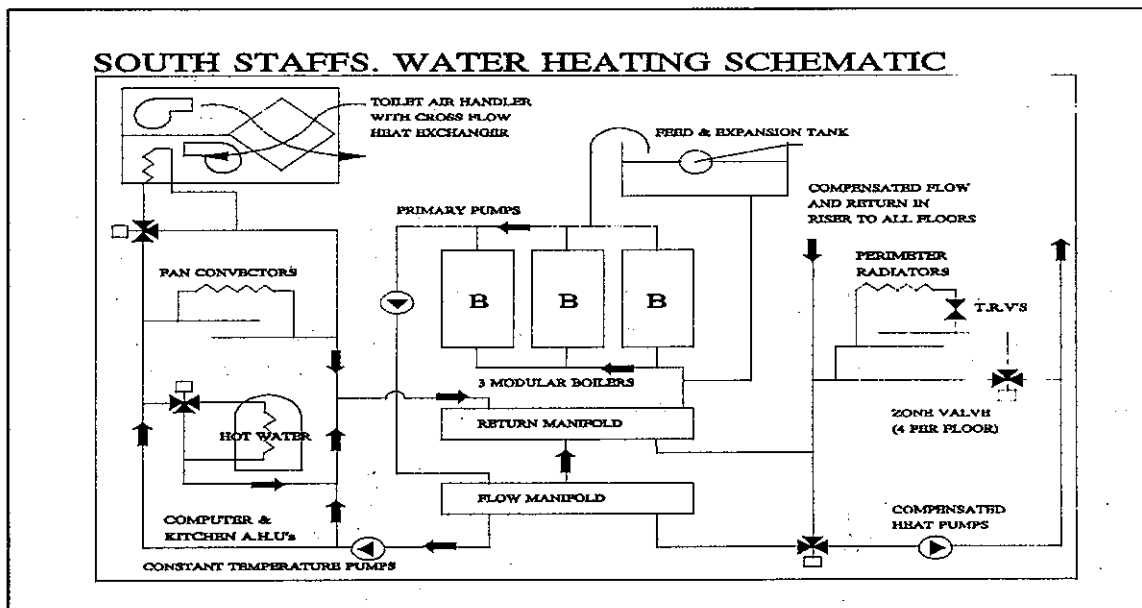 SOUTH STAFFS. WATER HEATING SCHEMATIC
TOILET AIR HANDLER
WITH CROSS FLOW
HEAT EXCHANGER
FEED & EXPANSION TANK
COMPENSATED FLOW
AND RETURN IN
RISER TO ALL FLOORS
PRIMARY PUMPS
PERIMETER
RADIATORS
FAN CONVECTORS
B
B
B
T.R.V'S
3 MODULAR BOILERS
RETURN MANIFOLD
ZONE VALVE
(4 PER FLOOR)
HOT WATER
FLOW MANIFOLD
COMPUTER &
KITCHEN A.H.U's
COMPENSATED
HEAT PUMPS
CONSTANT TEMPERATURE PUMPS